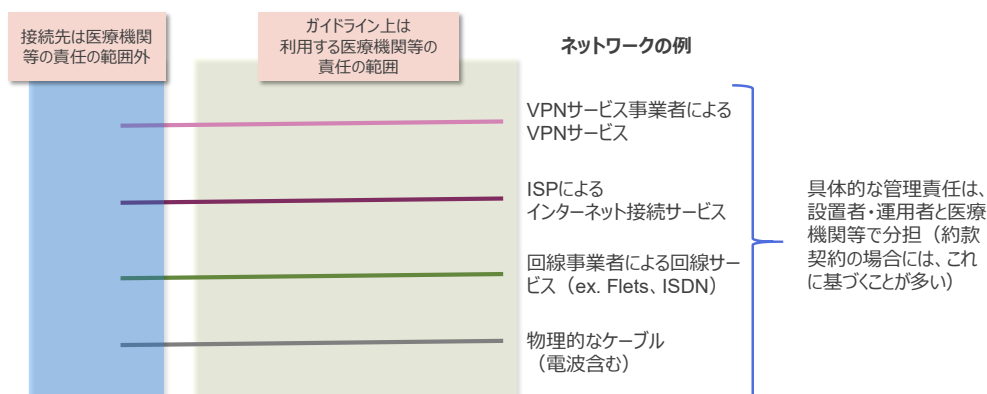 接続先は医療機関
等の責任の範囲外
ガイドライン上は
利用する医療機関等の
責任の範囲
ネットワークの例
VPNサービス事業者による
VPNサービス
ISPによる
インターネット接続サービス
回線事業者による回線サー
ビス（ex. Flets、ISDN）
物理的なケーブル
（電波含む）
具体的な管理責任は、
設置者・運用者と医療
機関等で分担（約款
契約の場合には、これ
に基づくことが多い）